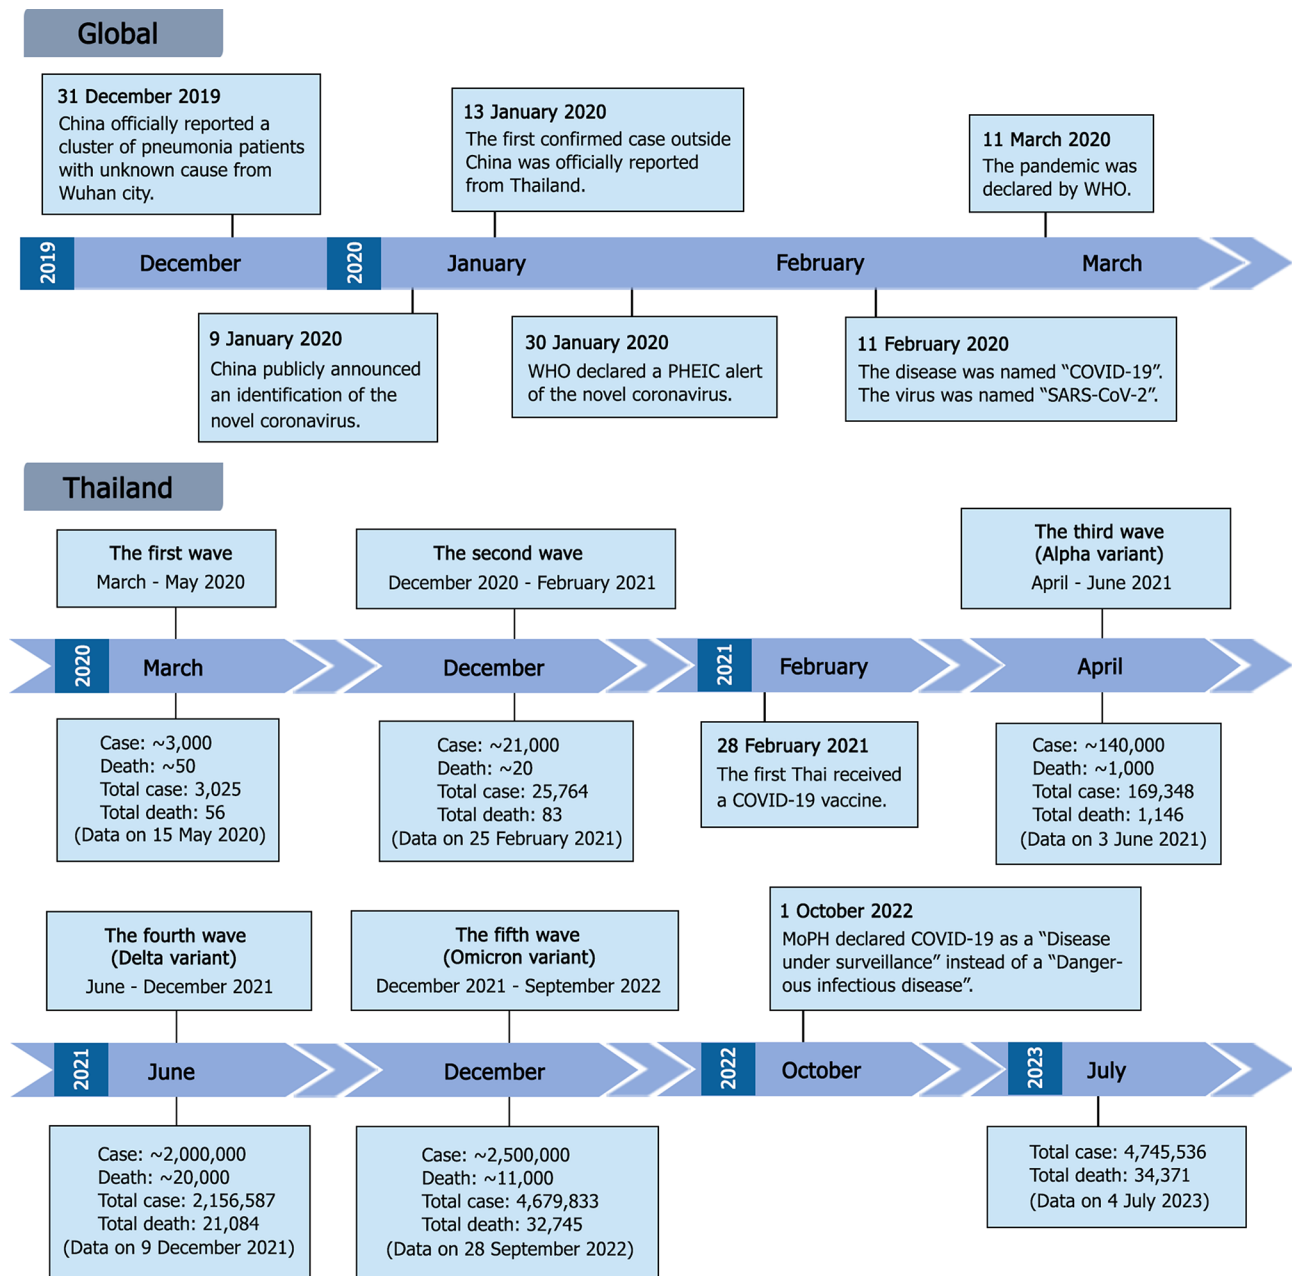 Global
31 December 2019
China officially reported a
cluster of pneumonia patients
with unknown cause from
Wuhan city.
13 January 2020
The first confirmed case outside
China was officially reported
from Thailand.
11 March 2020
The pandemic was
declared by WHO.
2019
December
2020
January
February
March
9 January 2020
China publicly announced
an identification of the
novel coronavirus.
30 January 2020
WHO declared a PHEIC alert
of the novel coronavirus.
11 February 2020
The disease was named “COVID-19”.
The virus was named “SARS-CoV-2”.
Thailand
The first wave
March - May 2020
The second wave
December 2020 - February 2021
The third wave
(Alpha variant)
April - June 2021
2020
March
December
2021
February
April
Case: ~3,000
Death: ~50
Total case: 3,025
Total death: 56
(Data on 15 May 2020)
Case: ~21,000
Death: ~20
Total case: 25,764
Total death: 83
(Data on 25 February 2021)
28 February 2021
The first Thai received
a COVID-19 vaccine.
Case: ~140,000
Death: ~1,000
Total case: 169,348
Total death: 1,146
(Data on 3 June 2021)
The fourth wave
(Delta variant)
June - December 2021
The fifth wave
(Omicron variant)
December 2021 - September 2022
1 October 2022
MoPH declared COVID-19 as a “Disease
under surveillance” instead of a “Danger-
ous infectious disease”.
2021
June
December
2022
October
2023
July
Case: ~2,000,000
Death: ~20,000
Total case: 2,156,587
Total death: 21,084
(Data on 9 December 2021)
Case: ~2,500,000
Death: ~11,000
Total case: 4,679,833
Total death: 32,745
(Data on 28 September 2022)
Total case: 4,745,536
Total death: 34,371
(Data on 4 July 2023)